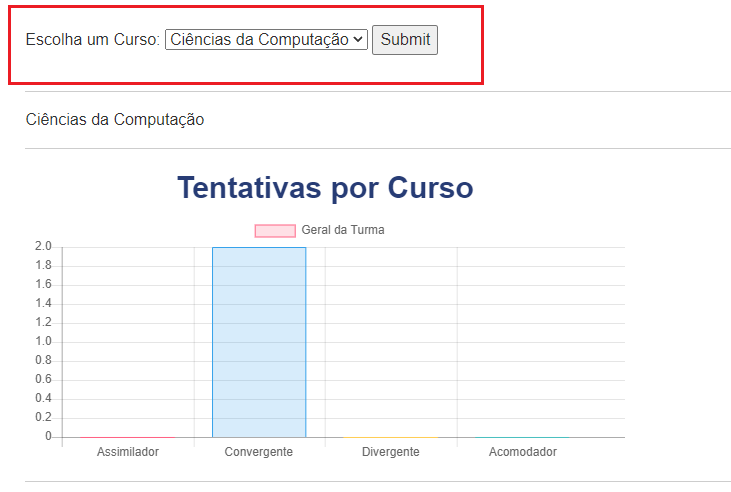 Escolha um Curso: Ciências da Computação Submit
Ciências da Computação
Tentativas por Curso
Geral da Turma
2.0
1.8
1.6
1.4
1.2
1.0
0.8
0.6
0.4
0.2
0
Assimilador Convergente Divergente Acomodador